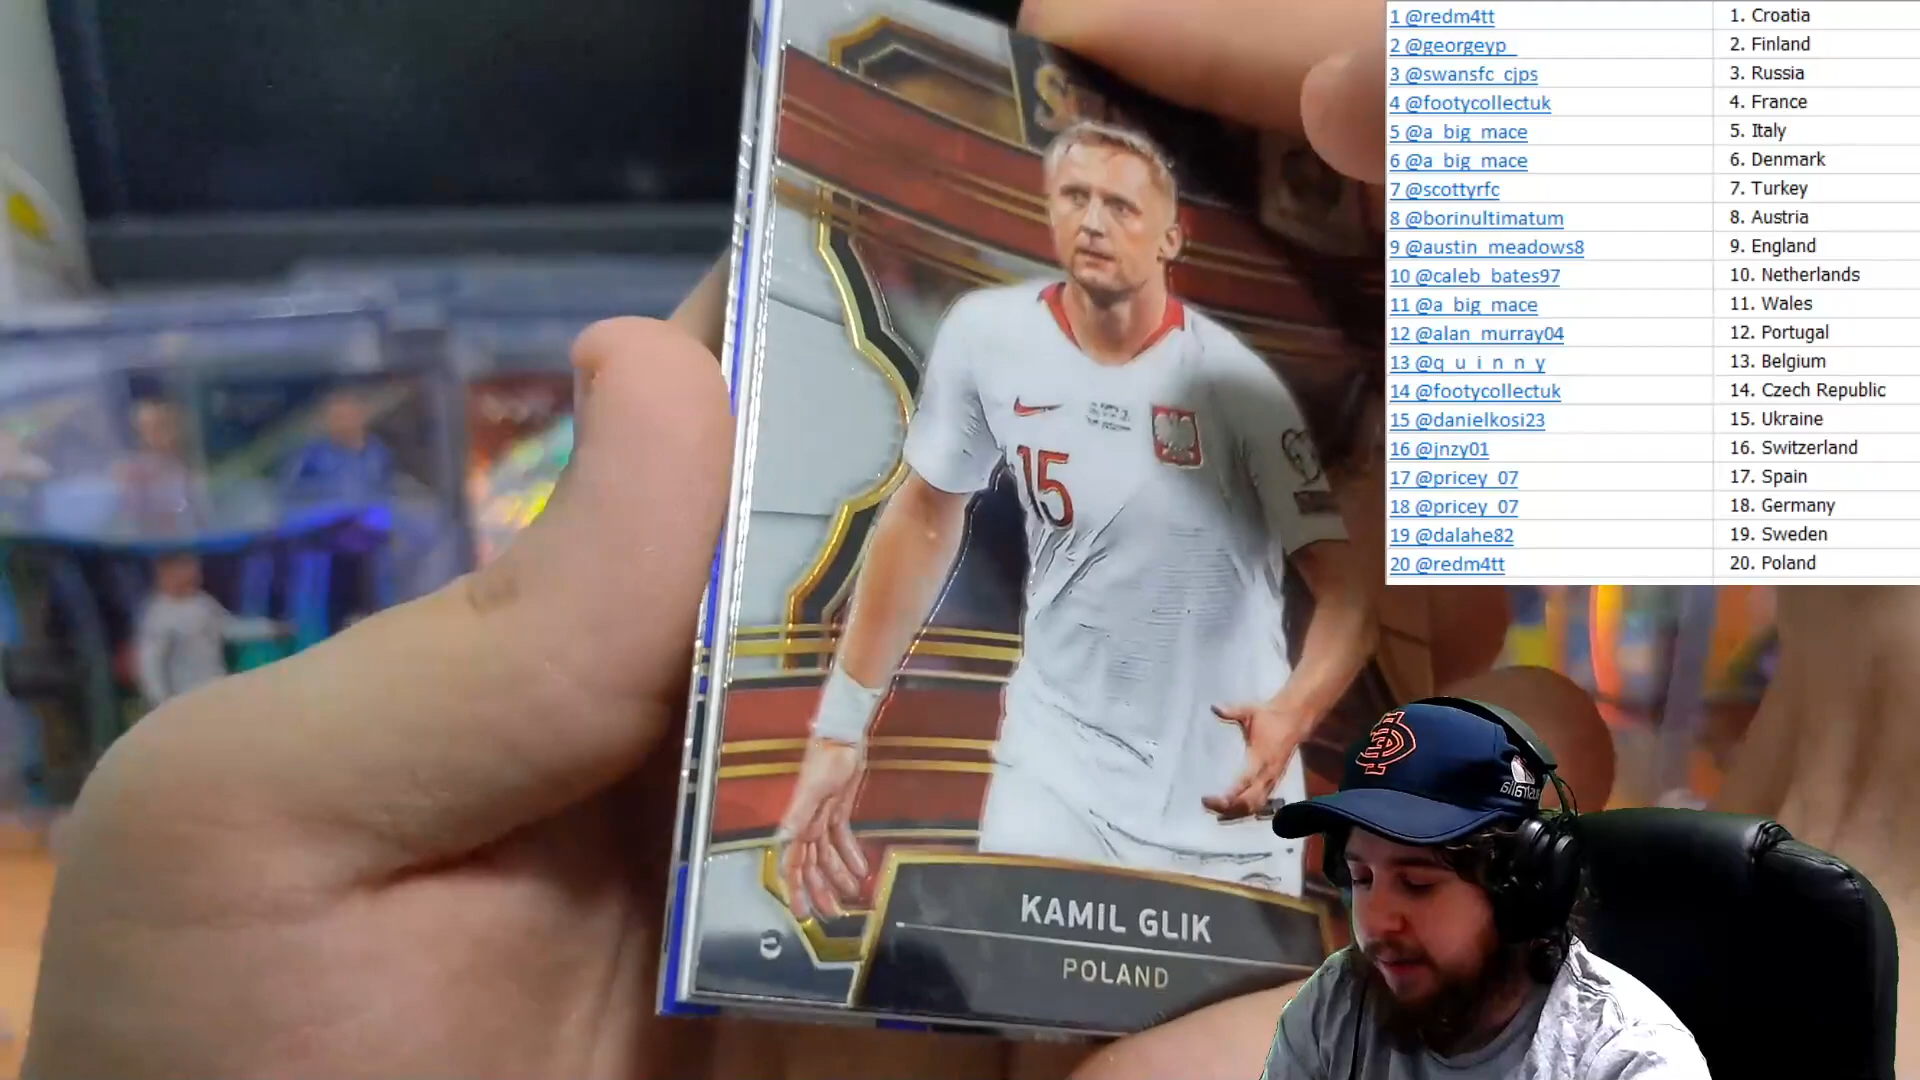 1 @redm4tt 1. Croatia
2 @georgeyp_ 2. Finland
3 @swansfc_cjps 3. Russia
4 @footycollectuk 4. France
5 @a_big_mace 5. Italy
6 @a_big_mace 6. Denmark
7 @scottyrfc 7. Turkey
8 @borinultimatum 8. Austria
9 @austin_meadows8 9. England
10 @caleb_bates97 10. Netherlands
11 @a_big_mace 11. Wales
12 @alan_murray04 12. Portugal
13 @q_u_i_n_n_y 13. Belgium
14 @footycollectuk 14. Czech Republic
15 @danielkosi23 15. Ukraine
16 @jnzy01 16. Switzerland
17 @pricey_07 17. Spain
18 @pricey_07 18. Germany
19 @dalahe82 19. Sweden
20 @redm4tt 20. Poland
15
KAMIL GLIK
POLAND